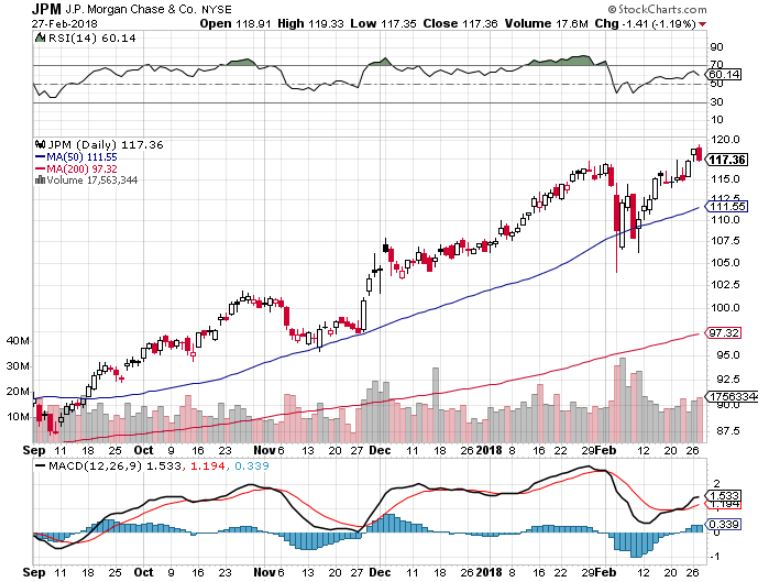 JPM J.P. Morgan Chase & Co. NYSE © StockCharts.com
27-Feb-2018 Open 118.91 High 119.33 Low 117.35 Close 117.36 Volume 17.6M Chg -1.41 (-1.19%)
RSI(14) 60.14
90
70
60.14
50
30
10
JPM (Daily) 117.36
MA(50) 111.55
MA(200) 97.32
Volume 17,563,344
120.0
117.36
115.0
112.5
111.55
110.0
107.5
105.0
102.5
100.0
97.32
95.0
92.5
17563344
90.0
87.5
40M
30M
20M
10M
Sep 11 18 25 Oct 9 16 23 Nov 6 13 20 27 Dec 11 18 26 2018 8 16 22 29 Feb 12 20 26
MACD(12,26,9) 1.533, 1.194, 0.339
2
1.533
1.194
0.339
-1
Sep 11 18 25 Oct 9 16 23 Nov 6 13 20 27 Dec 11 18 26 2018 8 16 22 29 Feb 12 20 26